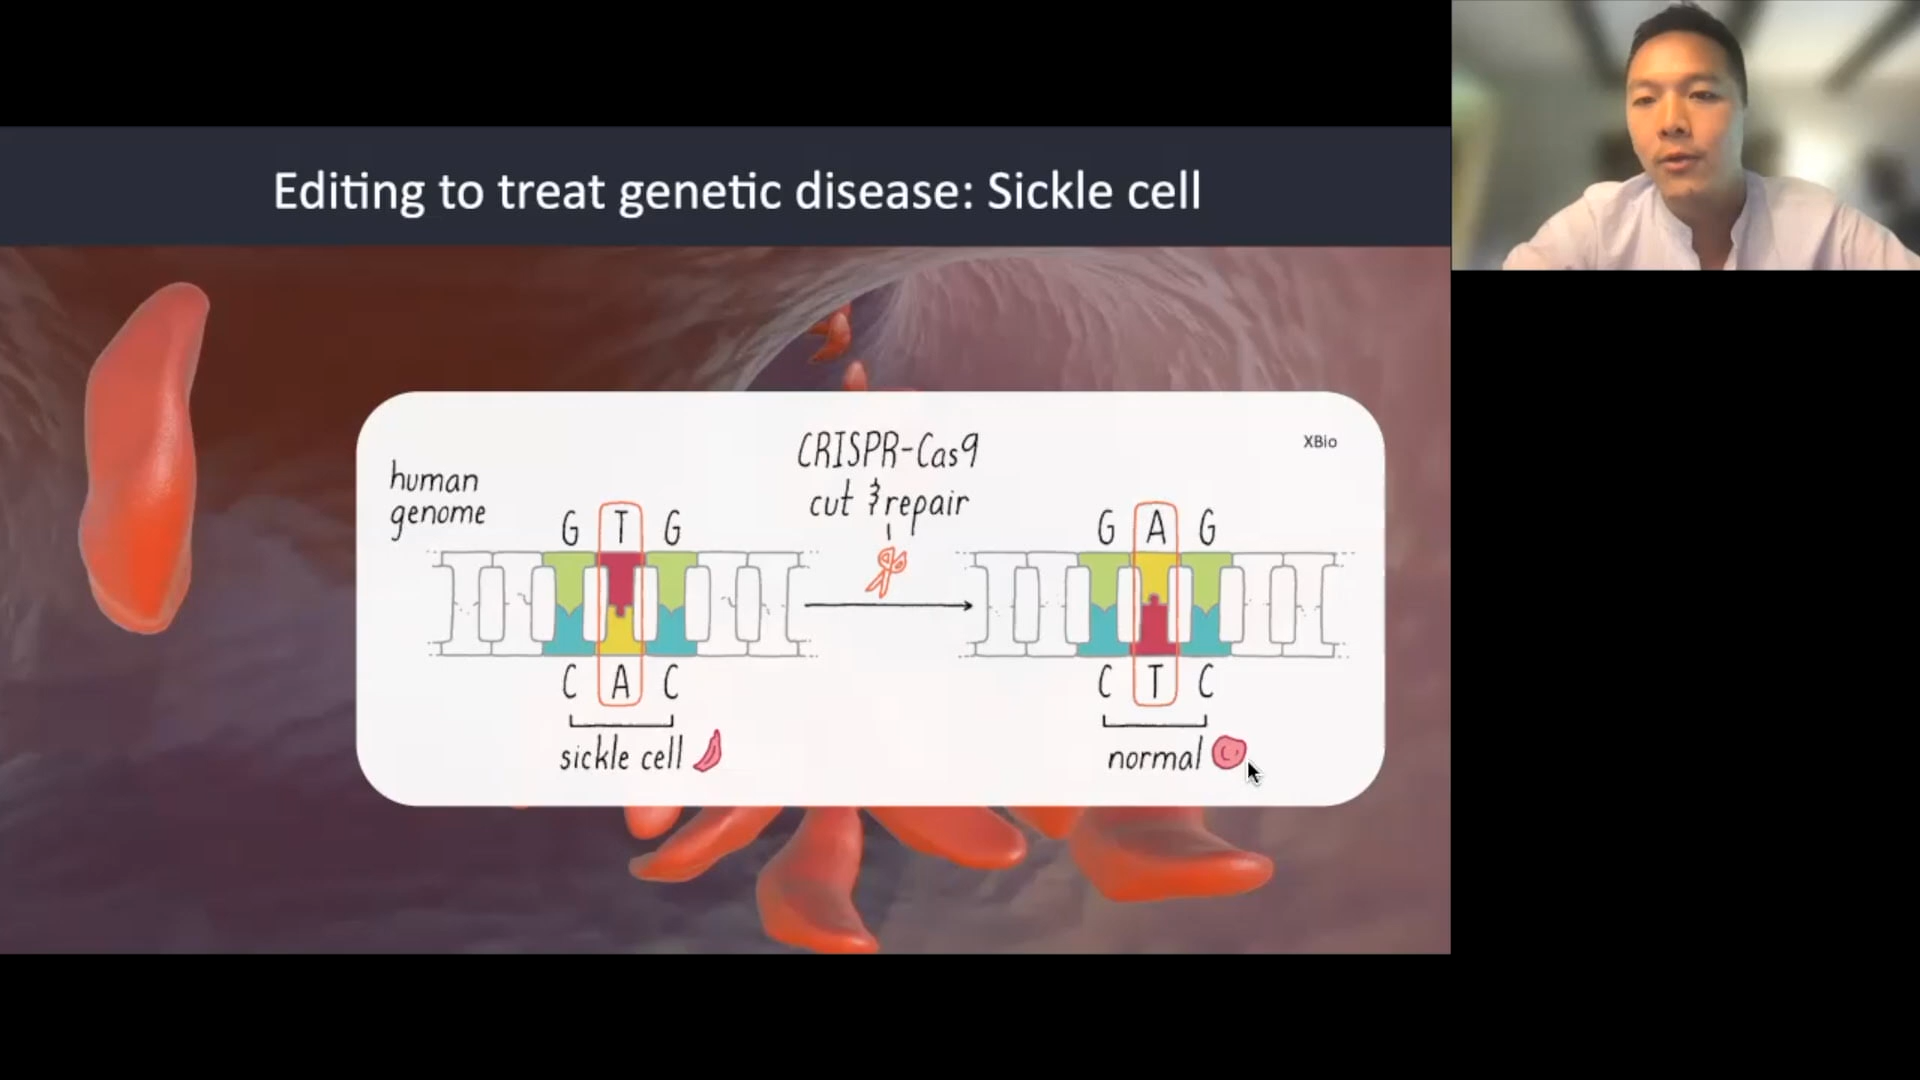 Editing to treat genetic disease: Sickle cell
XBio
human
genome
CRISPR-Cas9
cut & repair
G T G
C A C
sickle cell
G A G
C T C
normal